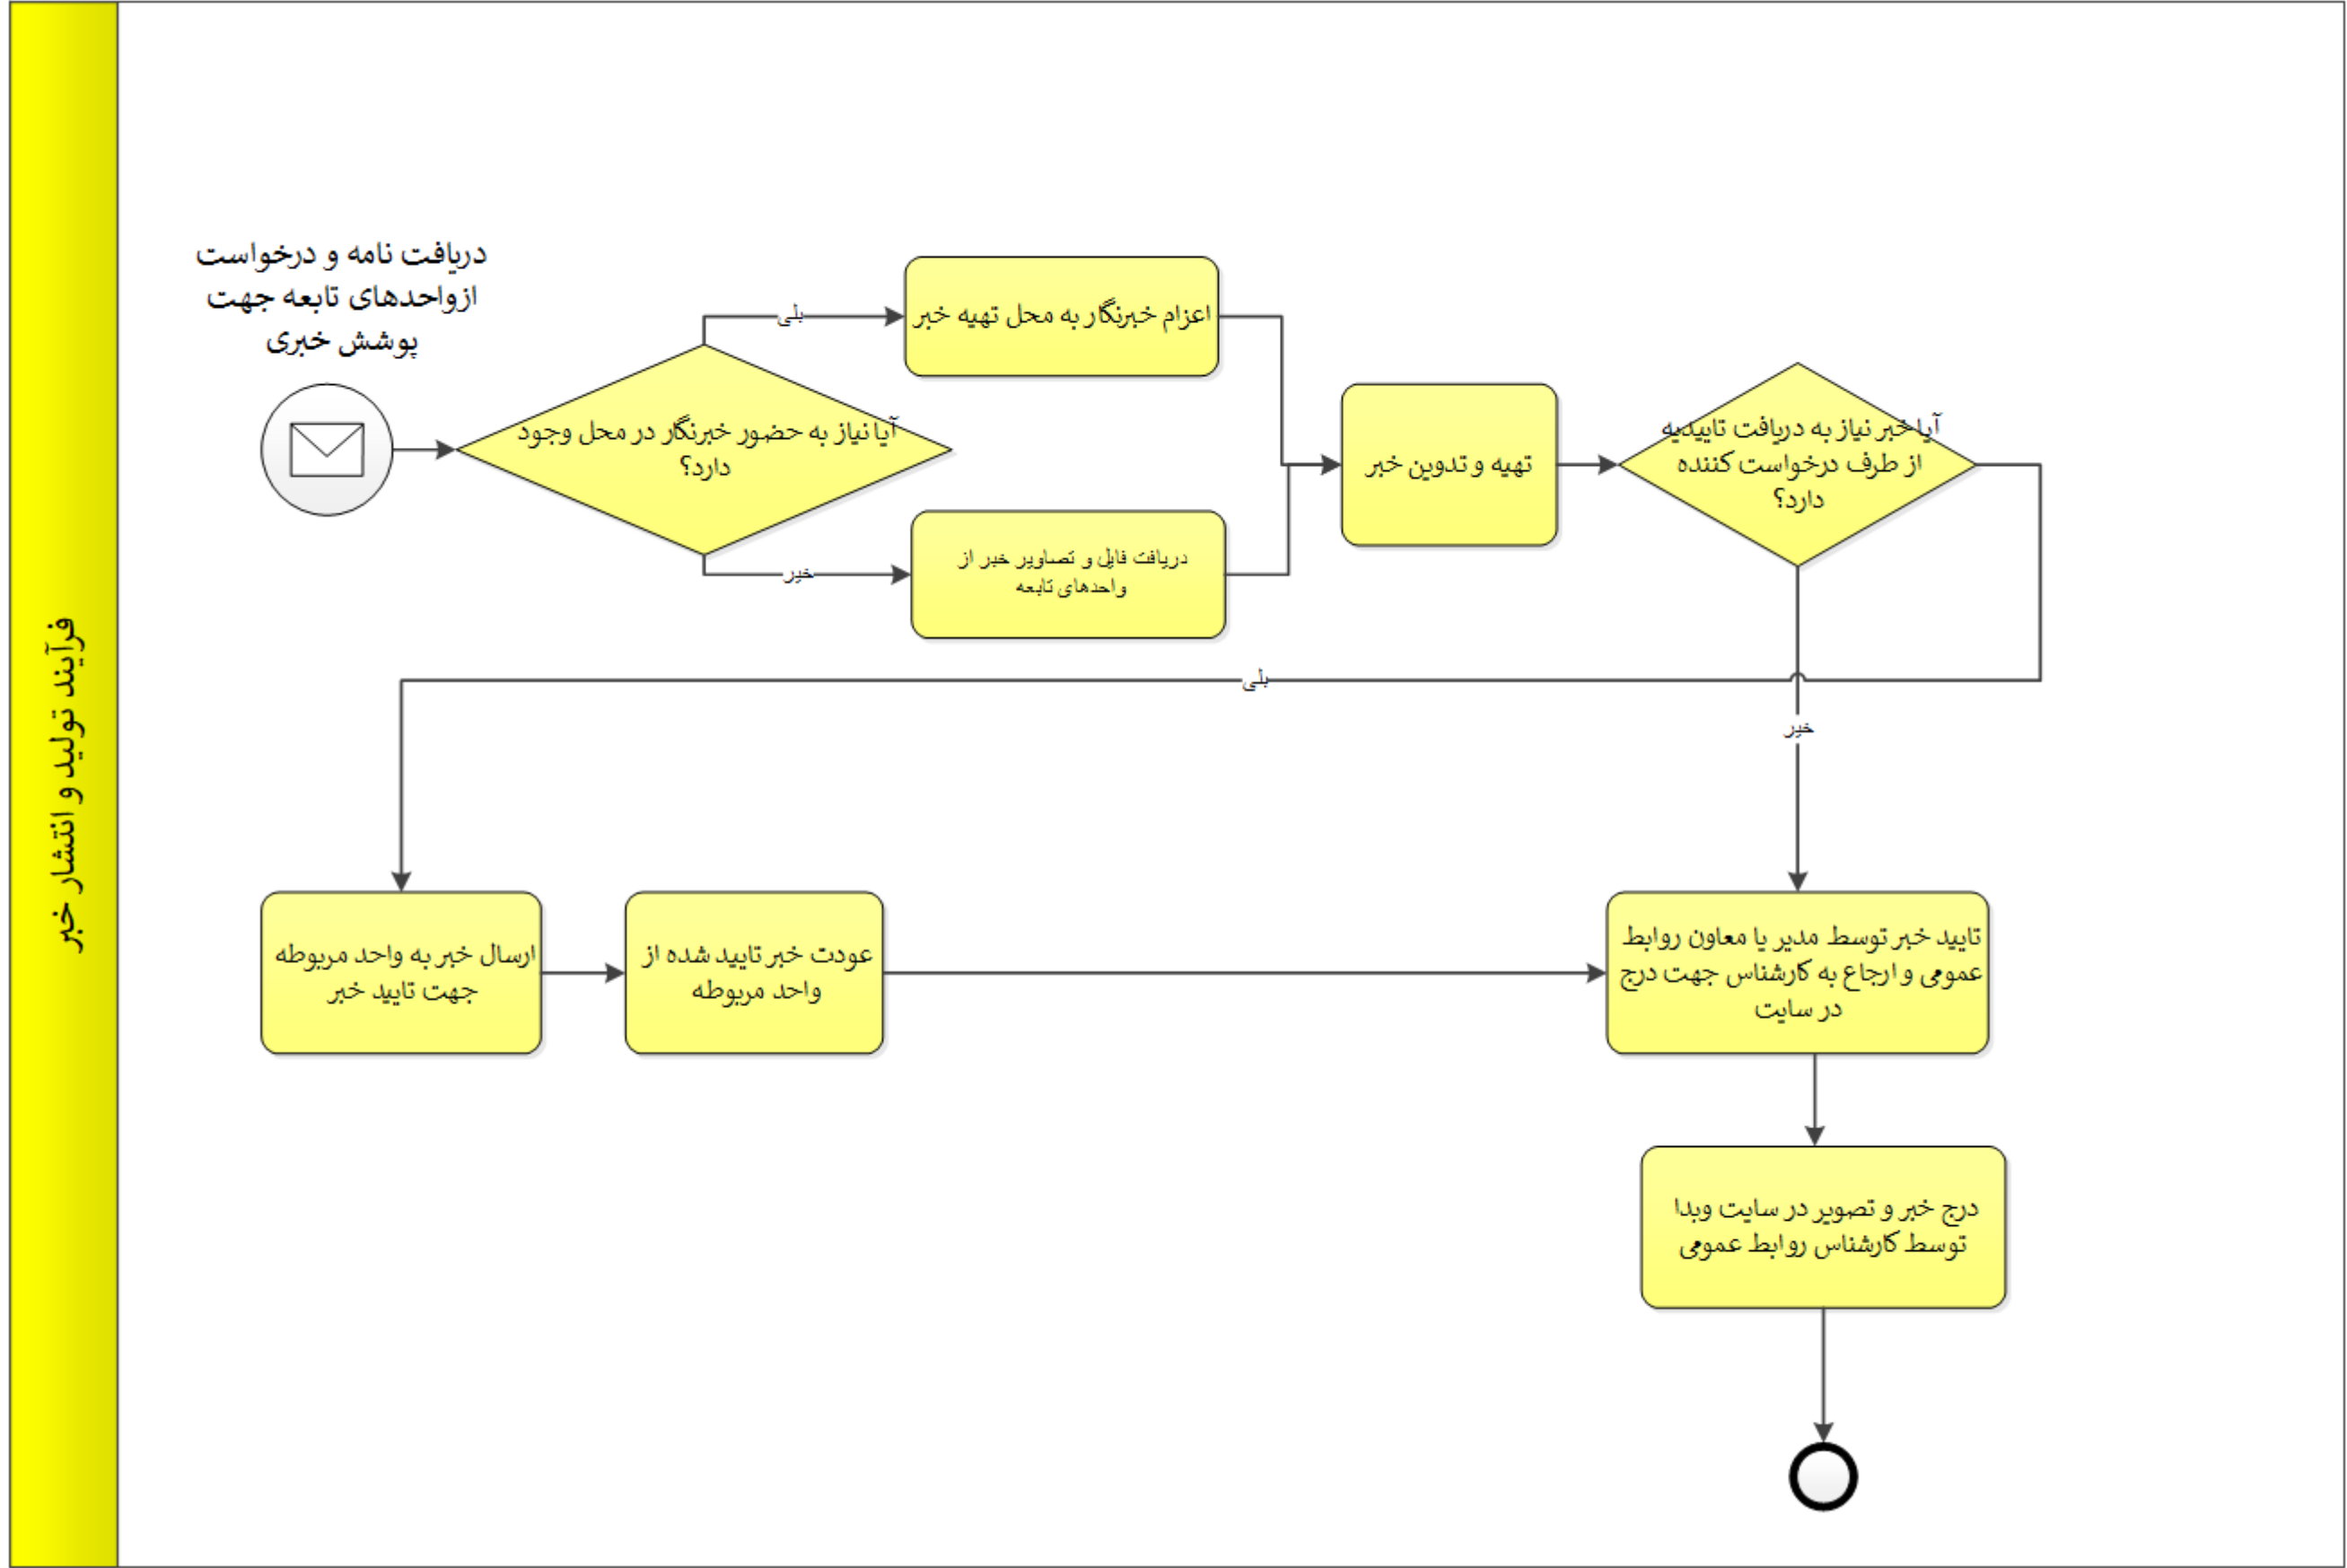 فرآیند تولید و انتشار خبر
دریافت نامه و درخواست
ازواحدهای تابعه جهت
پوشش خبری
آیا نیاز به حضور خبرنگار در محل وجود
دارد؟
بلی
اعزام خبرنگار به محل تهیه خبر
خیر
دریافت فایل و تصاویر خبر از
واحدهای تابعه
تهیه و تدوین خبر
آیا خبر نیاز به دریافت تاییدیه
از طرف درخواست کننده
دارد؟
بلی
خیر
ارسال خبر به واحد مربوطه
جهت تایید خبر
عودت خبر تایید شده از
واحد مربوطه
تایید خبر توسط مدیر یا معاون روابط
عمومی و ارجاع به کارشناس جهت درج
در سایت
درج خبر و تصویر در سایت وبدا
توسط کارشناس روابط عمومی